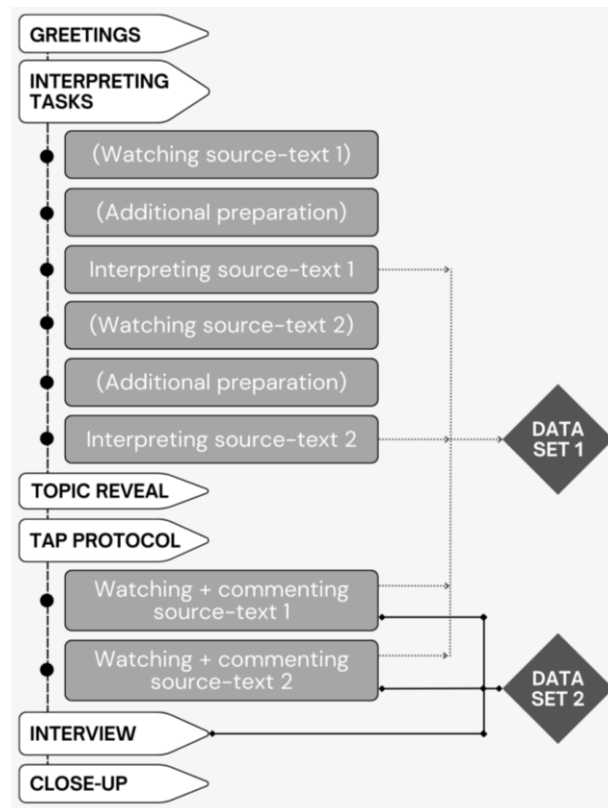 GREETINGS
INTERPRETING
TASKS
(Watching source-text 1)
(Additional preparation)
Interpreting source-text 1
(Watching source-text 2)
(Additional preparation)
Interpreting source-text 2
DATA
SET 1
TOPIC REVEAL
TAP PROTOCOL
Watching + commenting
source-text 1
Watching + commenting
source-text 2
DATA
SET 2
INTERVIEW
CLOSE-UP